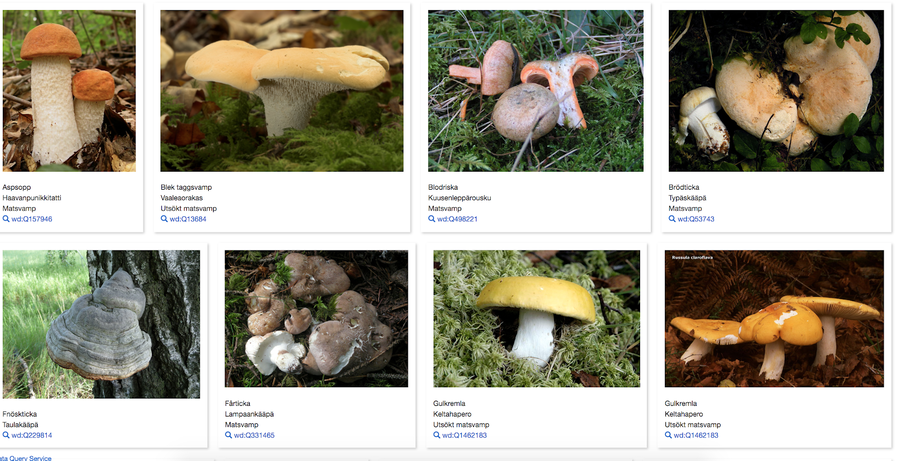 Aspsopp
Haavanpunikkitatti
Matsvamp
wd:Q157946
Blek taggsvamp
Vaaleaorakas
Utsökt matsvamp
wd:Q13684
Blodriska
Kuusenleppärousku
Matsvamp
wd:Q498221
Brödticka
Typäskääpä
Matsvamp
wd:Q53743
Fnöskticka
Taulakääpä
wd:Q229814
Fårticka
Lampaankääpä
Matsvamp
wd:Q331465
Gulkremla
Keltahapero
Utsökt matsvamp
wd:Q1462183
Russula claroflava
Gulkremla
Keltahapero
Utsökt matsvamp
wd:Q1462183
ata Query Service